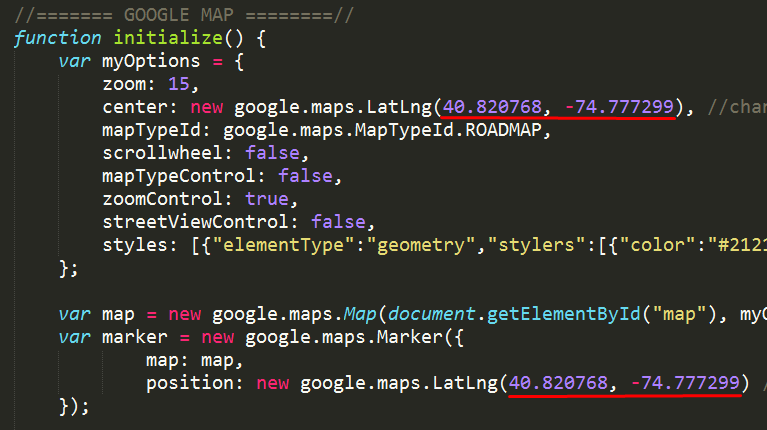 //======= GOOGLE MAP ========//
function initialize() {
var myOptions = {
zoom: 15,
center: new google.maps.LatLng(40.820768, -74.777299), //
mapTypeId: google.maps.MapTypeId.ROADMAP,
scrollwheel: false,
mapTypeControl: false,
zoomControl: true,
streetViewControl: false,
styles: [{"elementType":"geometry","stylers":[{"color":"#2121
};
var map = new google.maps.Map(document.getElementById("map"),
var marker = new google.maps.Marker({
map: map,
position: new google.maps.LatLng(40.820768, -74.777299) /
});